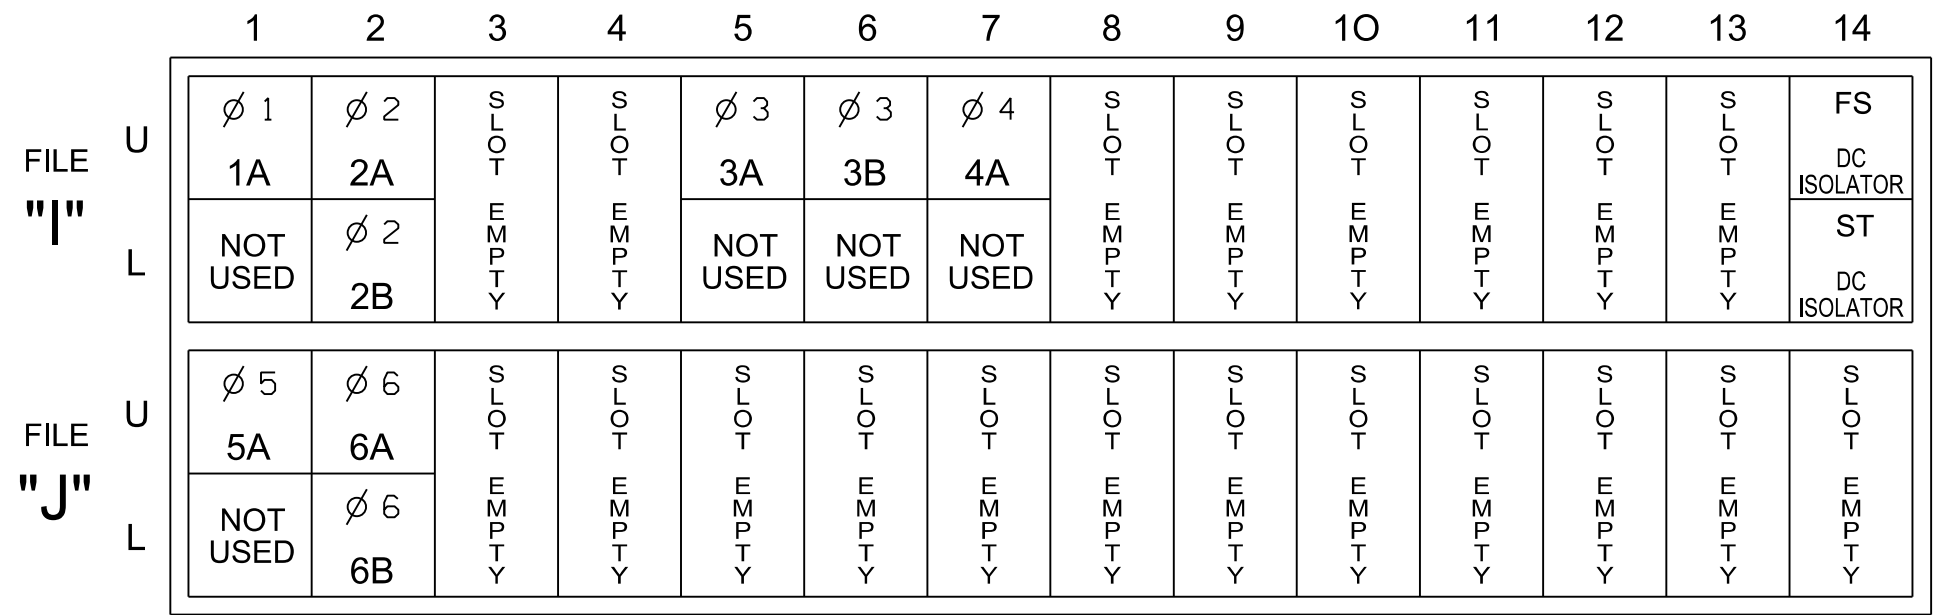 1 2 3 4 5 6 7 8 9 10 11 12 13 14
FILE "I"
U
L
Ø 1
1A
NOT
USED
Ø 2
2A
Ø 2
2B
SLOT EMPTY
SLOT EMPTY
Ø 3
3A
NOT
USED
Ø 3
3B
NOT
USED
Ø 4
4A
NOT
USED
SLOT EMPTY
SLOT EMPTY
SLOT EMPTY
SLOT EMPTY
SLOT EMPTY
SLOT EMPTY
FS
DC
ISOLATOR
ST
DC
ISOLATOR
FILE "J"
U
L
Ø 5
5A
NOT
USED
Ø 6
6A
Ø 6
6B
SLOT EMPTY
SLOT EMPTY
SLOT EMPTY
SLOT EMPTY
SLOT EMPTY
SLOT EMPTY
SLOT EMPTY
SLOT EMPTY
SLOT EMPTY
SLOT EMPTY
SLOT EMPTY
SLOT EMPTY